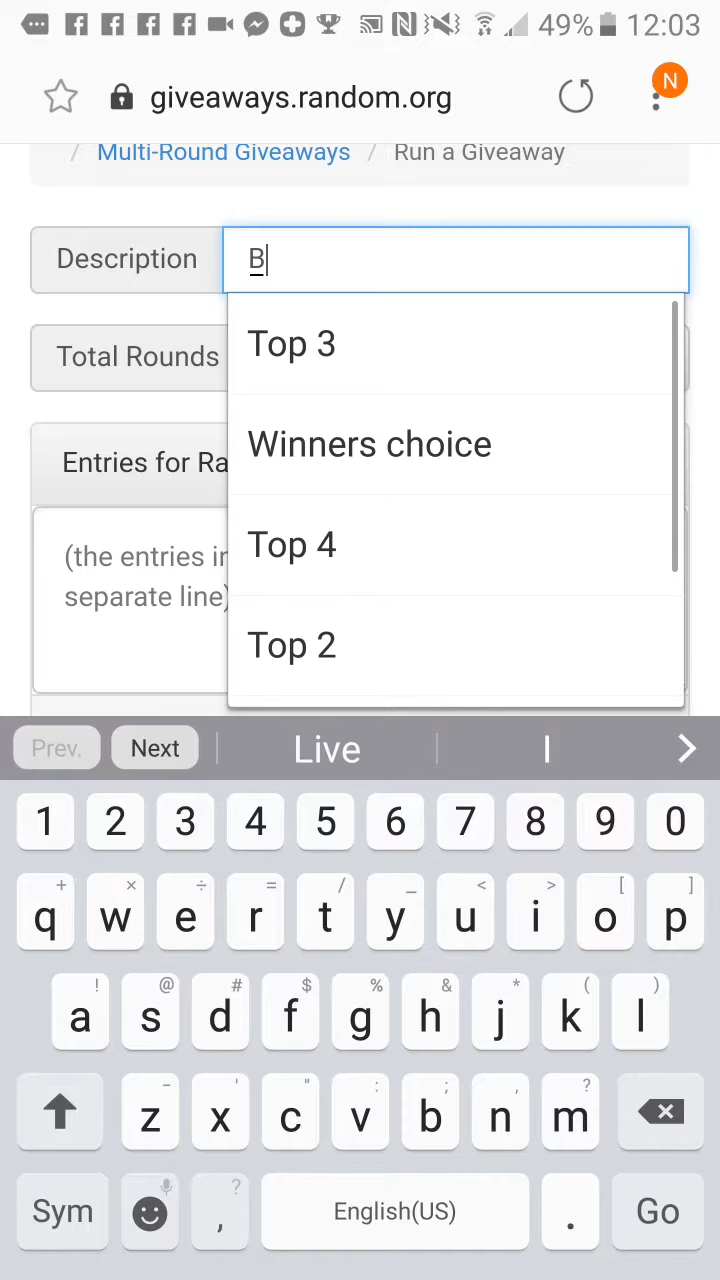 49% 12:03
giveaways.random.org
N
/ Multi-Round Giveaways / Run a Giveaway
Description B
Top 3
Total Rounds
Winners choice
Entries for Ra
Top 4
(the entries in
separate line)
Top 2
Prev. Next Live I
1 2 3 4 5 6 7 8 9 0
+ × ÷ = / _ < > [ ]
q w e r t y u i o p
! @ # $ % & * ( )
a s d f g h j k l
- ' " : ; , ?
z x c v b n m
?
Sym , English(US) . Go